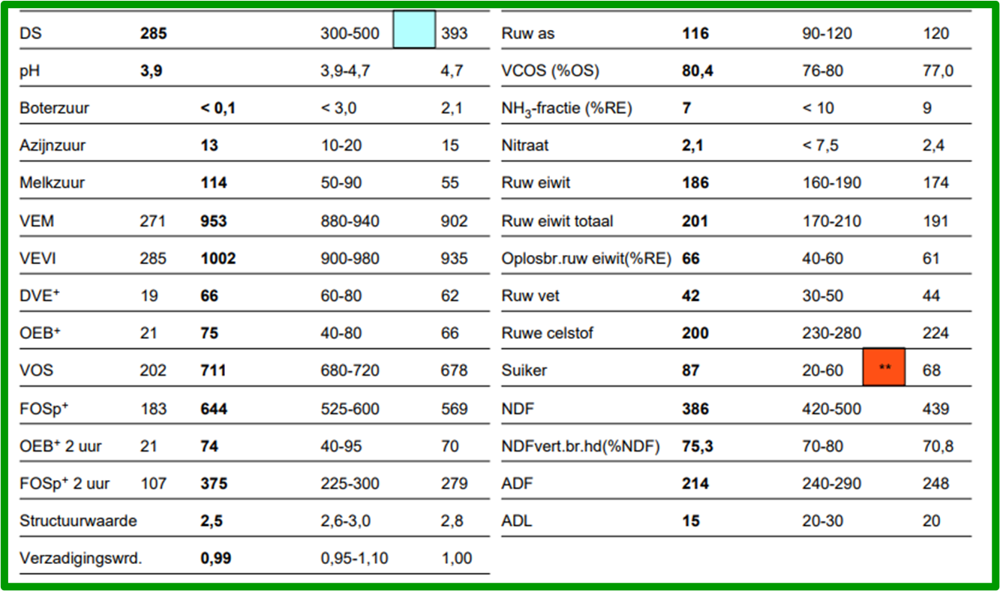 DS 285 300-500 393
pH 3,9 3,9-4,7 4,7
Boterzuur < 0,1 < 3,0 2,1
Azijnzuur 13 10-20 15
Melkzuur 114 50-90 55
VEM 271 953 880-940 902
VEVI 285 1002 900-980 935
DVE⁺ 19 66 60-80 62
OEB⁺ 21 75 40-80 66
VOS 202 711 680-720 678
FOSp⁺ 183 644 525-600 569
OEB⁺ 2 uur 21 74 40-95 70
FOSp⁺ 2 uur 107 375 225-300 279
Structuurwaarde 2,5 2,6-3,0 2,8
Verzadigingswrd. 0,99 0,95-1,10 1,00
Ruw as 116 90-120 120
VCOS (%OS) 80,4 76-80 77,0
NH₃-fractie (%RE) 7 < 10 9
Nitraat 2,1 < 7,5 2,4
Ruw eiwit 186 160-190 174
Ruw eiwit totaal 201 170-210 191
Oplosbr.ruw eiwit(%RE) 66 40-60 61
Ruw vet 42 30-50 44
Ruwe celstof 200 230-280 224
Suiker 87 20-60 ** 68
NDF 386 420-500 439
NDFvert.br.hd(%NDF) 75,3 70-80 70,8
ADF 214 240-290 248
ADL 15 20-30 20